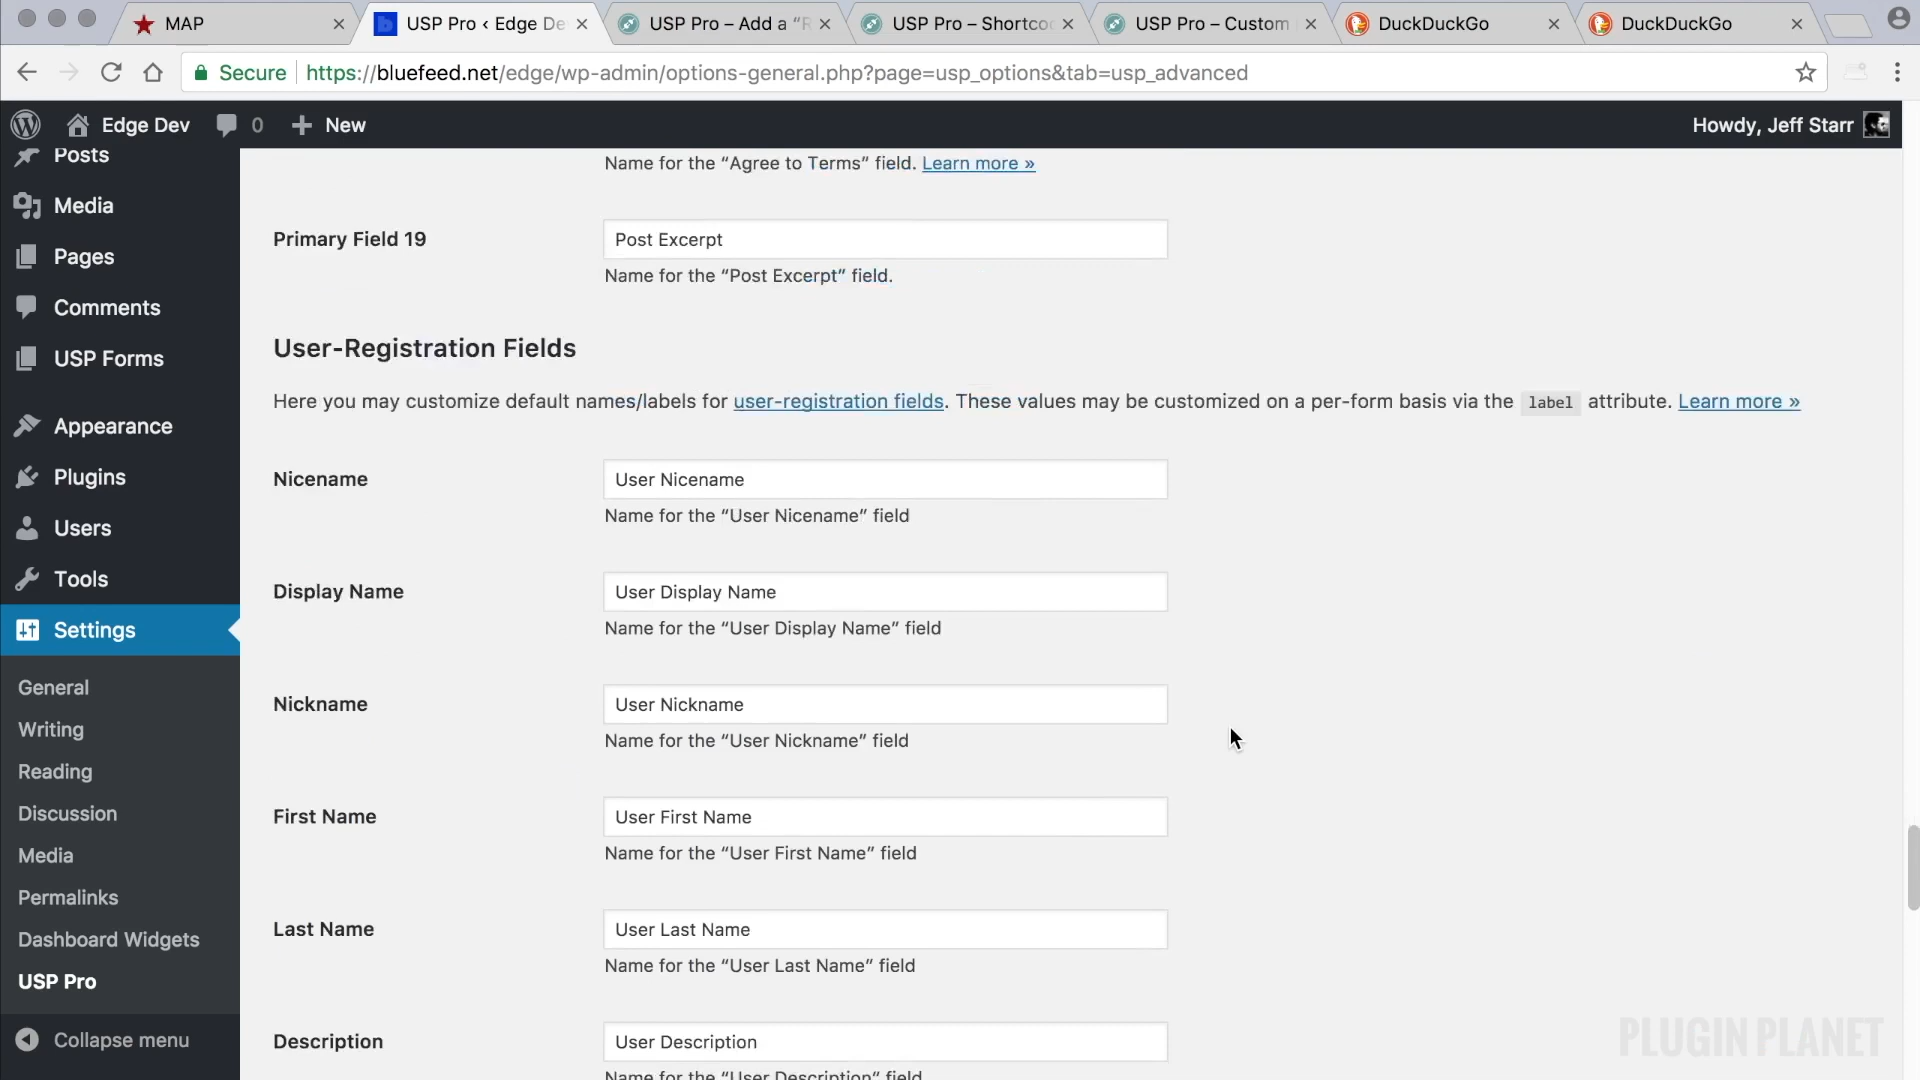 MAP
USP Pro ‹ Edge De
USP Pro – Add a “R
USP Pro – Shortco
USP Pro – Custom
DuckDuckGo
DuckDuckGo
Secure
https://bluefeed.net/edge/wp-admin/options-general.php?page=usp_options&tab=usp_advanced
Edge Dev
0
New
Howdy, Jeff Starr
Posts
Media
Pages
Comments
USP Forms
Appearance
Plugins
Users
Tools
Settings
General
Writing
Reading
Discussion
Media
Permalinks
Dashboard Widgets
USP Pro
Collapse menu
Name for the “Agree to Terms” field. Learn more »
Primary Field 19
Post Excerpt
Name for the “Post Excerpt” field.
User-Registration Fields
Here you may customize default names/labels for user-registration fields. These values may be customized on a per-form basis via the label attribute. Learn more »
Nicename
User Nicename
Name for the “User Nicename” field
Display Name
User Display Name
Name for the “User Display Name” field
Nickname
User Nickname
Name for the “User Nickname” field
First Name
User First Name
Name for the “User First Name” field
Last Name
User Last Name
Name for the “User Last Name” field
Description
User Description
Name for the “User Description” field
PLUGIN PLANET